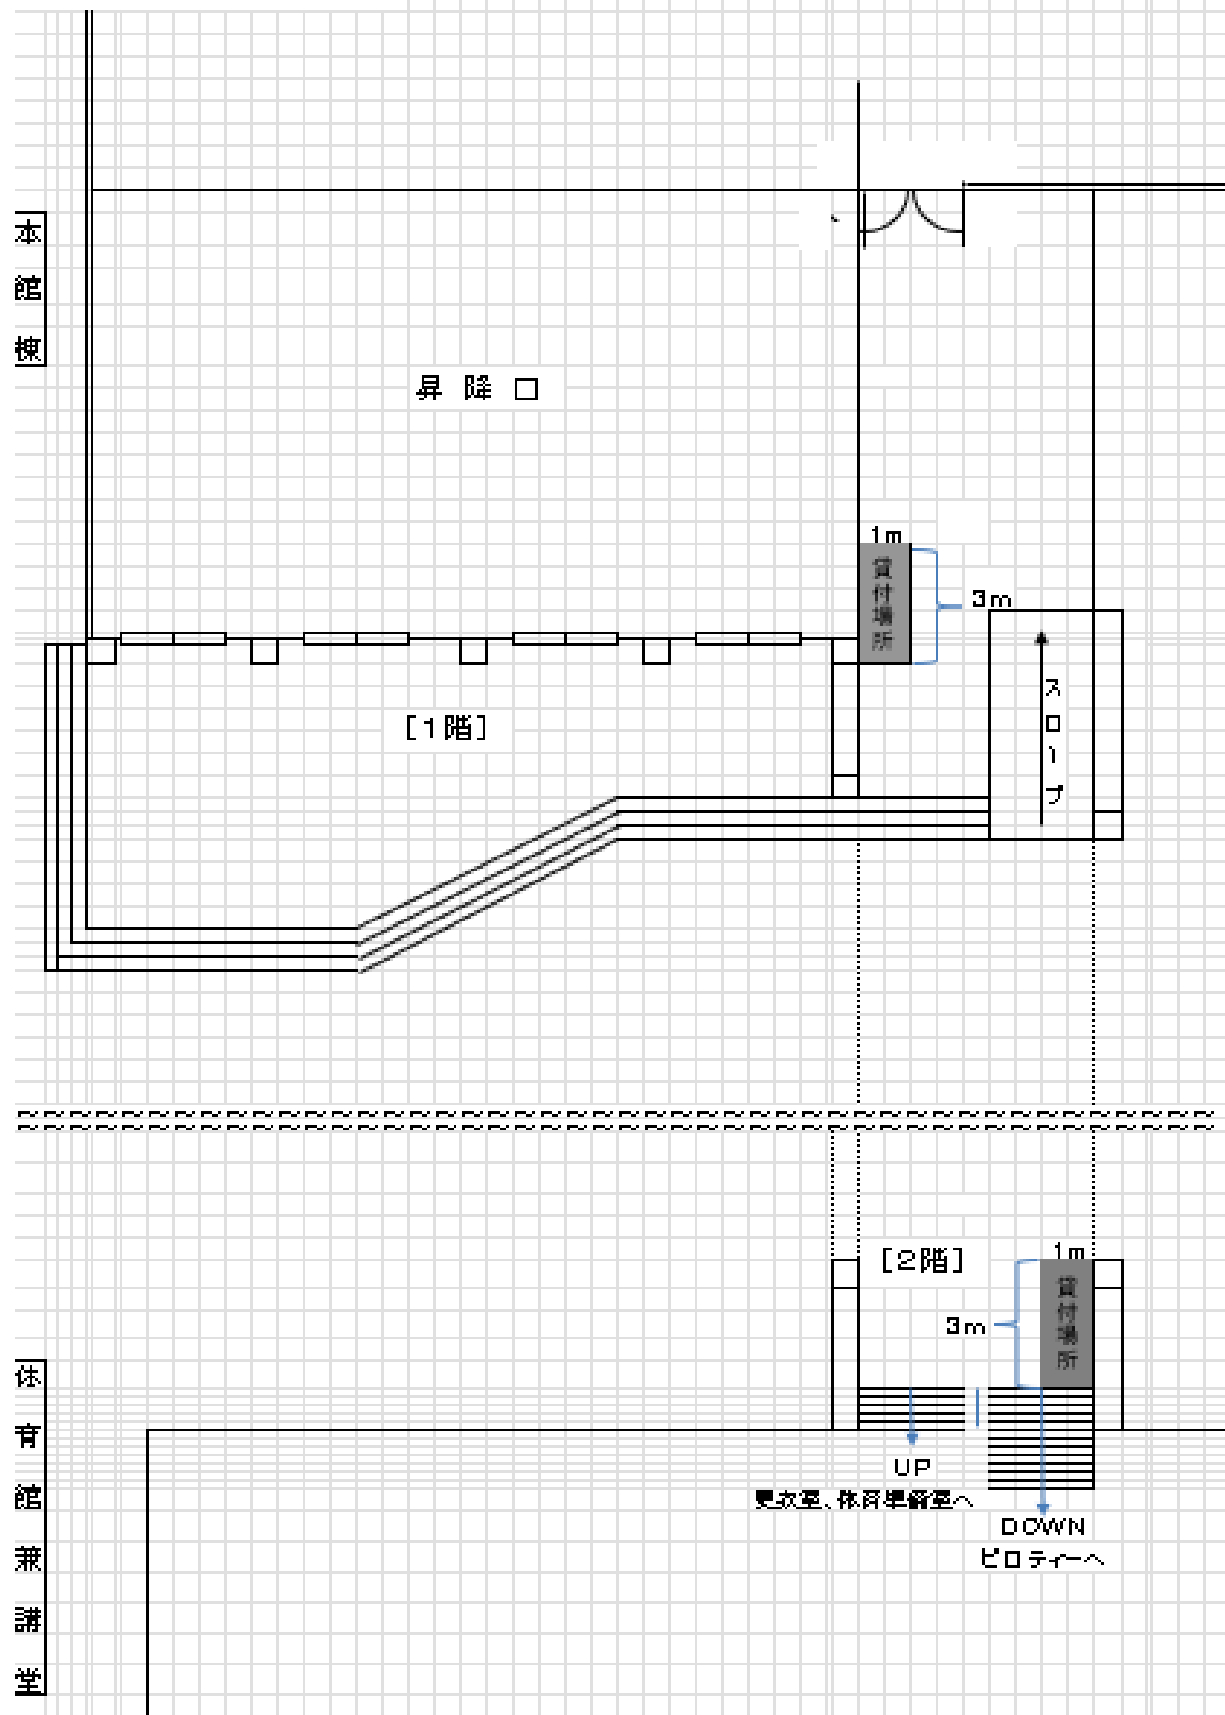 本館棟
昇降口
1m
貸付場所
3m
スロープ
[1階]
[2階]
1m
貸付場所
3m
体育館兼講堂
UP
更衣室、体育準備室へ
DOWN
ピロティーへ